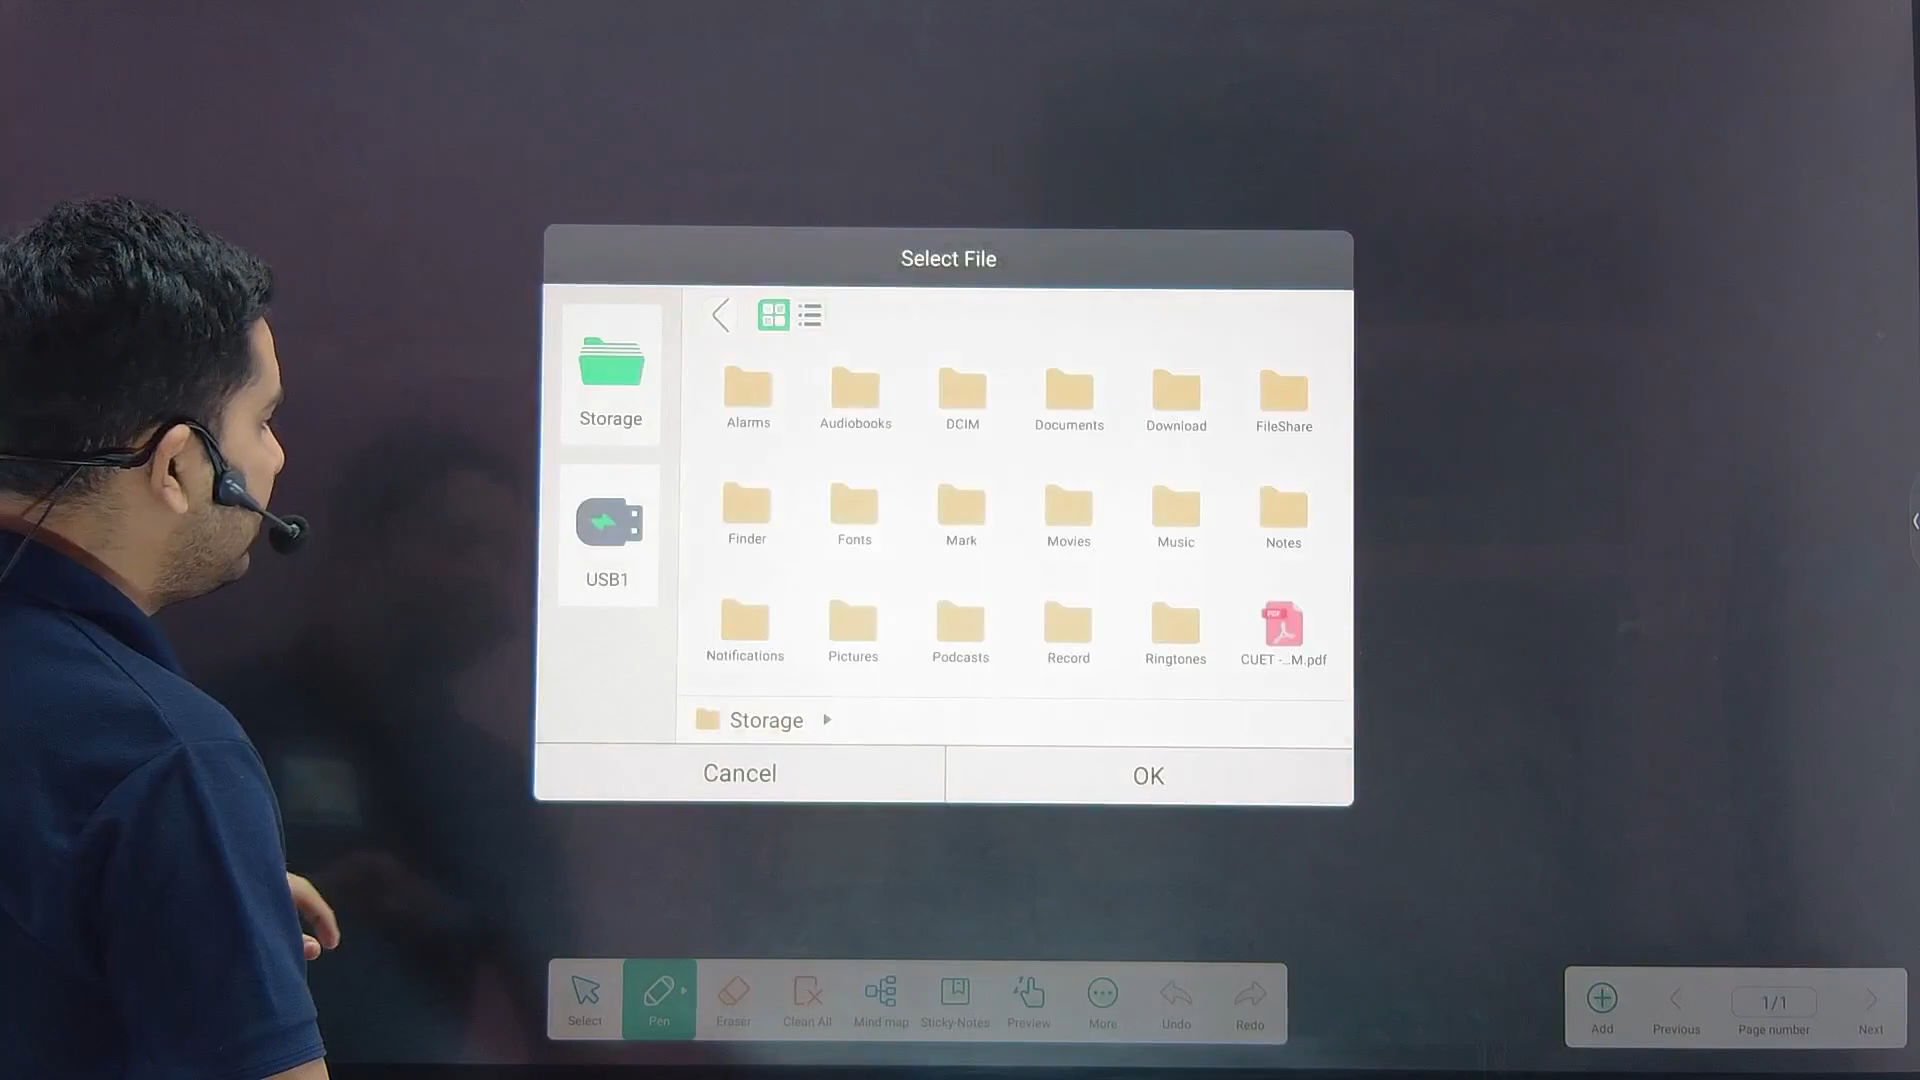 Select File
Storage
USB1
Alarms Audiobooks DCIM Documents Download FileShare
Finder Fonts Mark Movies Music Notes
Notifications Pictures Podcasts Record Ringtones PDF CUET -...M.pdf
Storage
Cancel OK
Select Pen Eraser Clean All Mind map Sticky-Notes Preview More Undo Redo
Add Previous 1/1 Page number Next